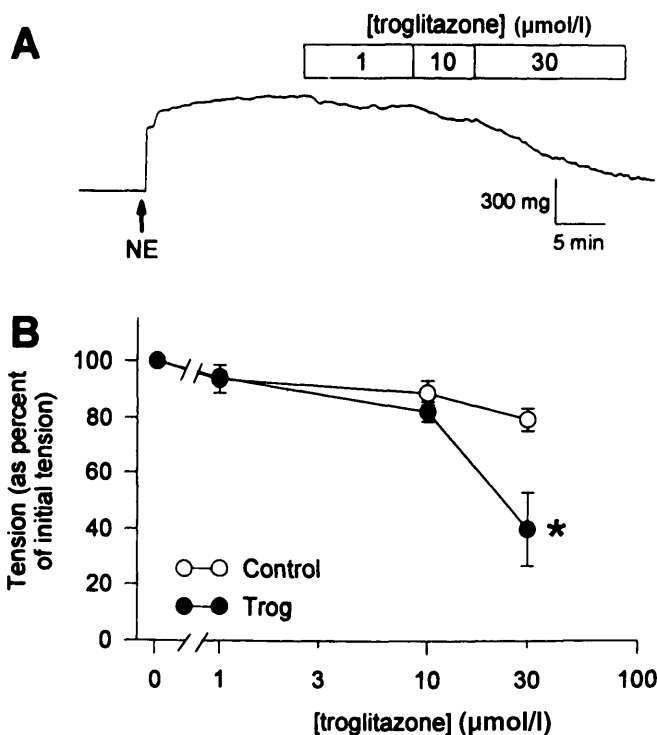 A
[troglitazone] (μmol/l)
1 10 30
300 mg
5 min
NE
B
Tension (as percent
of initial tension)
100
80
60
40
20
0
*
Control
Trog
0 1 3 10 30 100
[troglitazone] (μmol/l)